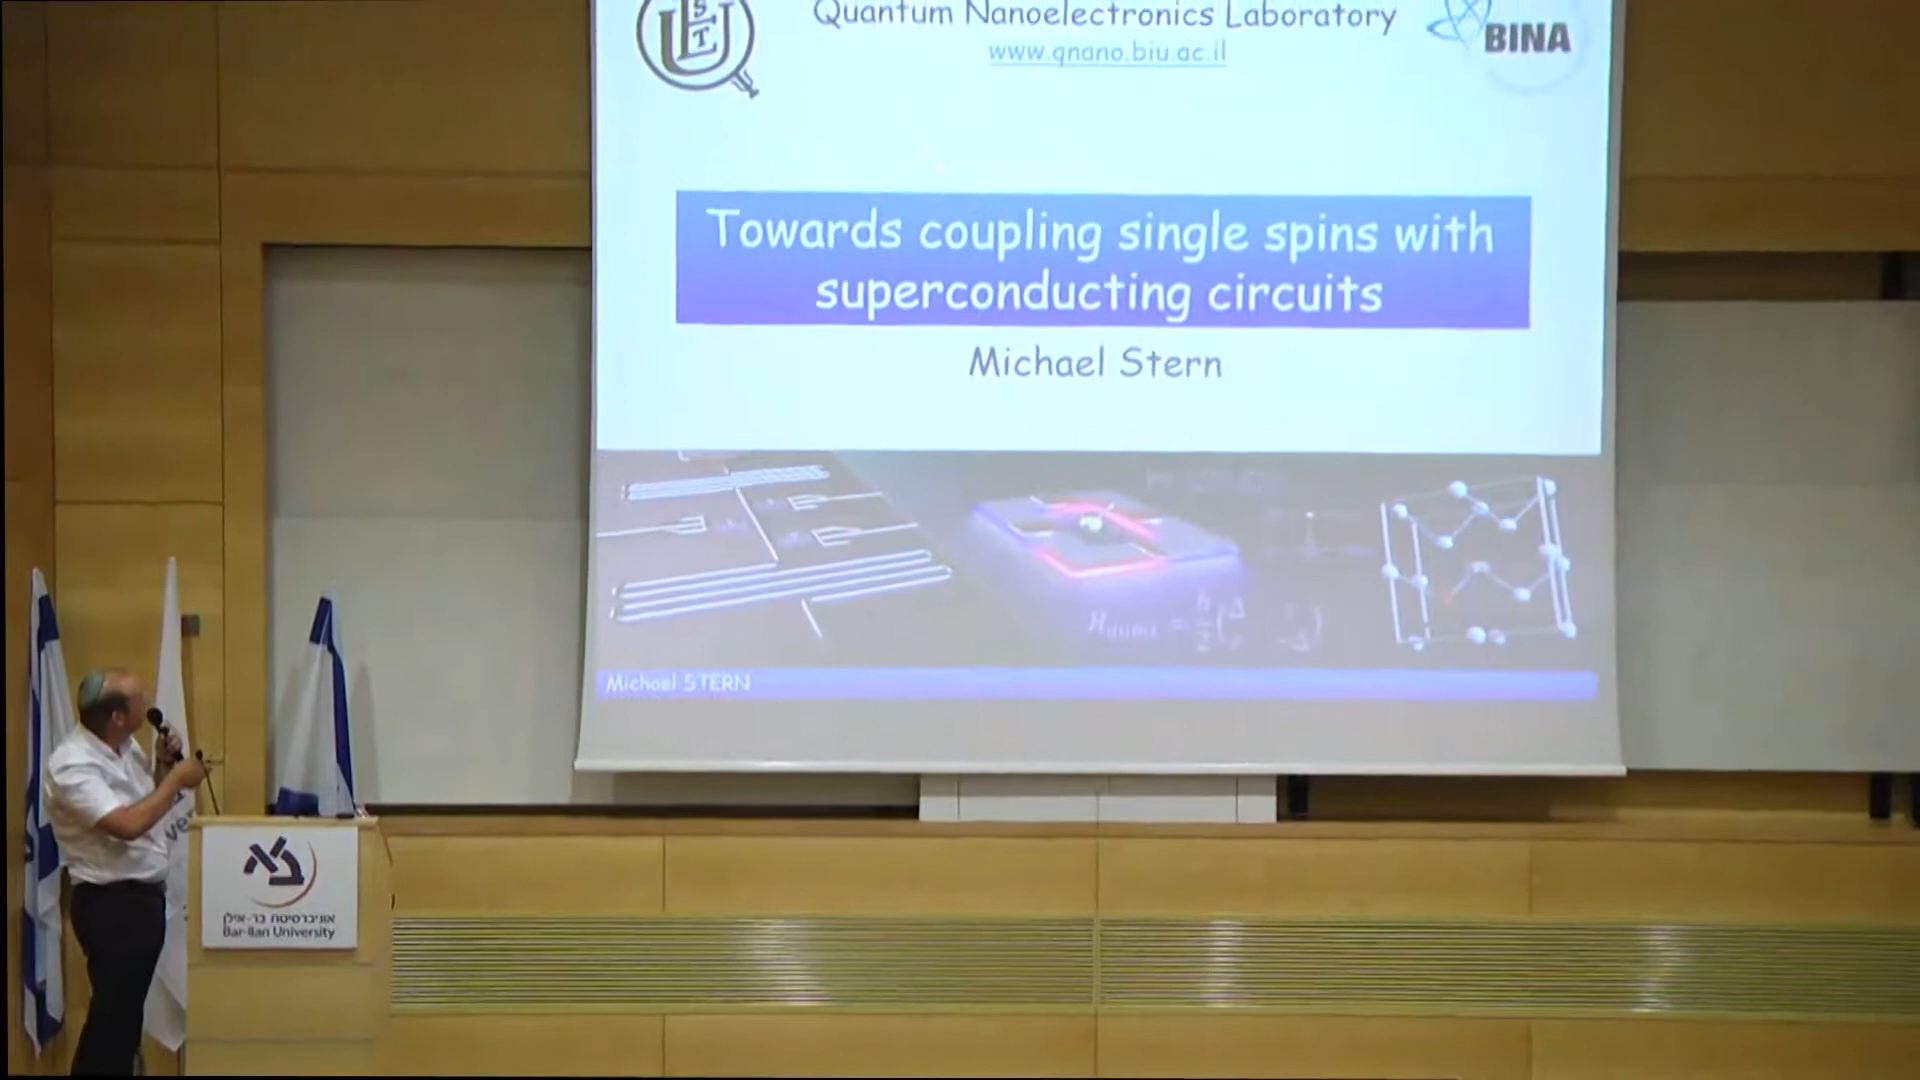 Quantum Nanoelectronics Laboratory
www.qnano.biu.ac.il
BINA
Towards coupling single spins with
superconducting circuits
Michael Stern
Michael STERN
אוניברסיטת בר-אילן
Bar-Ilan University